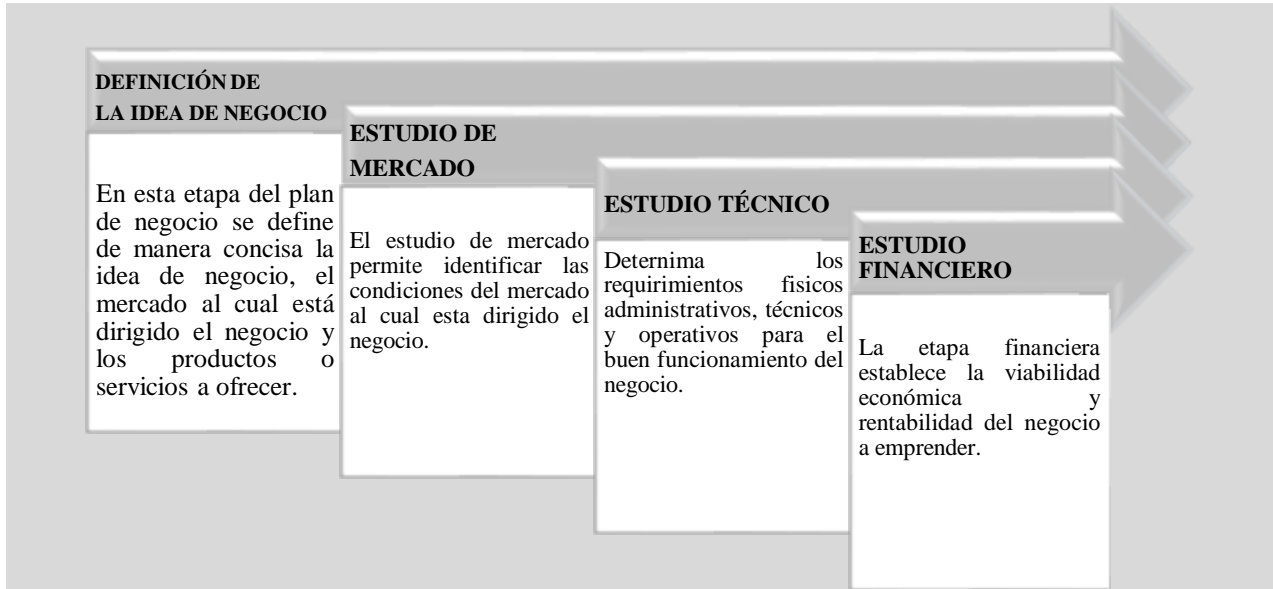 DEFINICIÓN DE
LA IDEA DE NEGOCIO
En esta etapa del plan
de negocio se define
de manera concisa la
idea de negocio, el
mercado al cual está
dirigido el negocio y
los productos o
servicios a ofrecer.
ESTUDIO DE
MERCADO
El estudio de mercado
permite identificar las
condiciones del mercado
al cual esta dirigido el
negocio.
ESTUDIO TÉCNICO
Deternima los
requirimientos fisicos
administrativos, técnicos
y operativos para el
buen funcionamiento del
negocio.
ESTUDIO
FINANCIERO
La etapa financiera
establece la viabilidad
económica y
rentabilidad del negocio
a emprender.